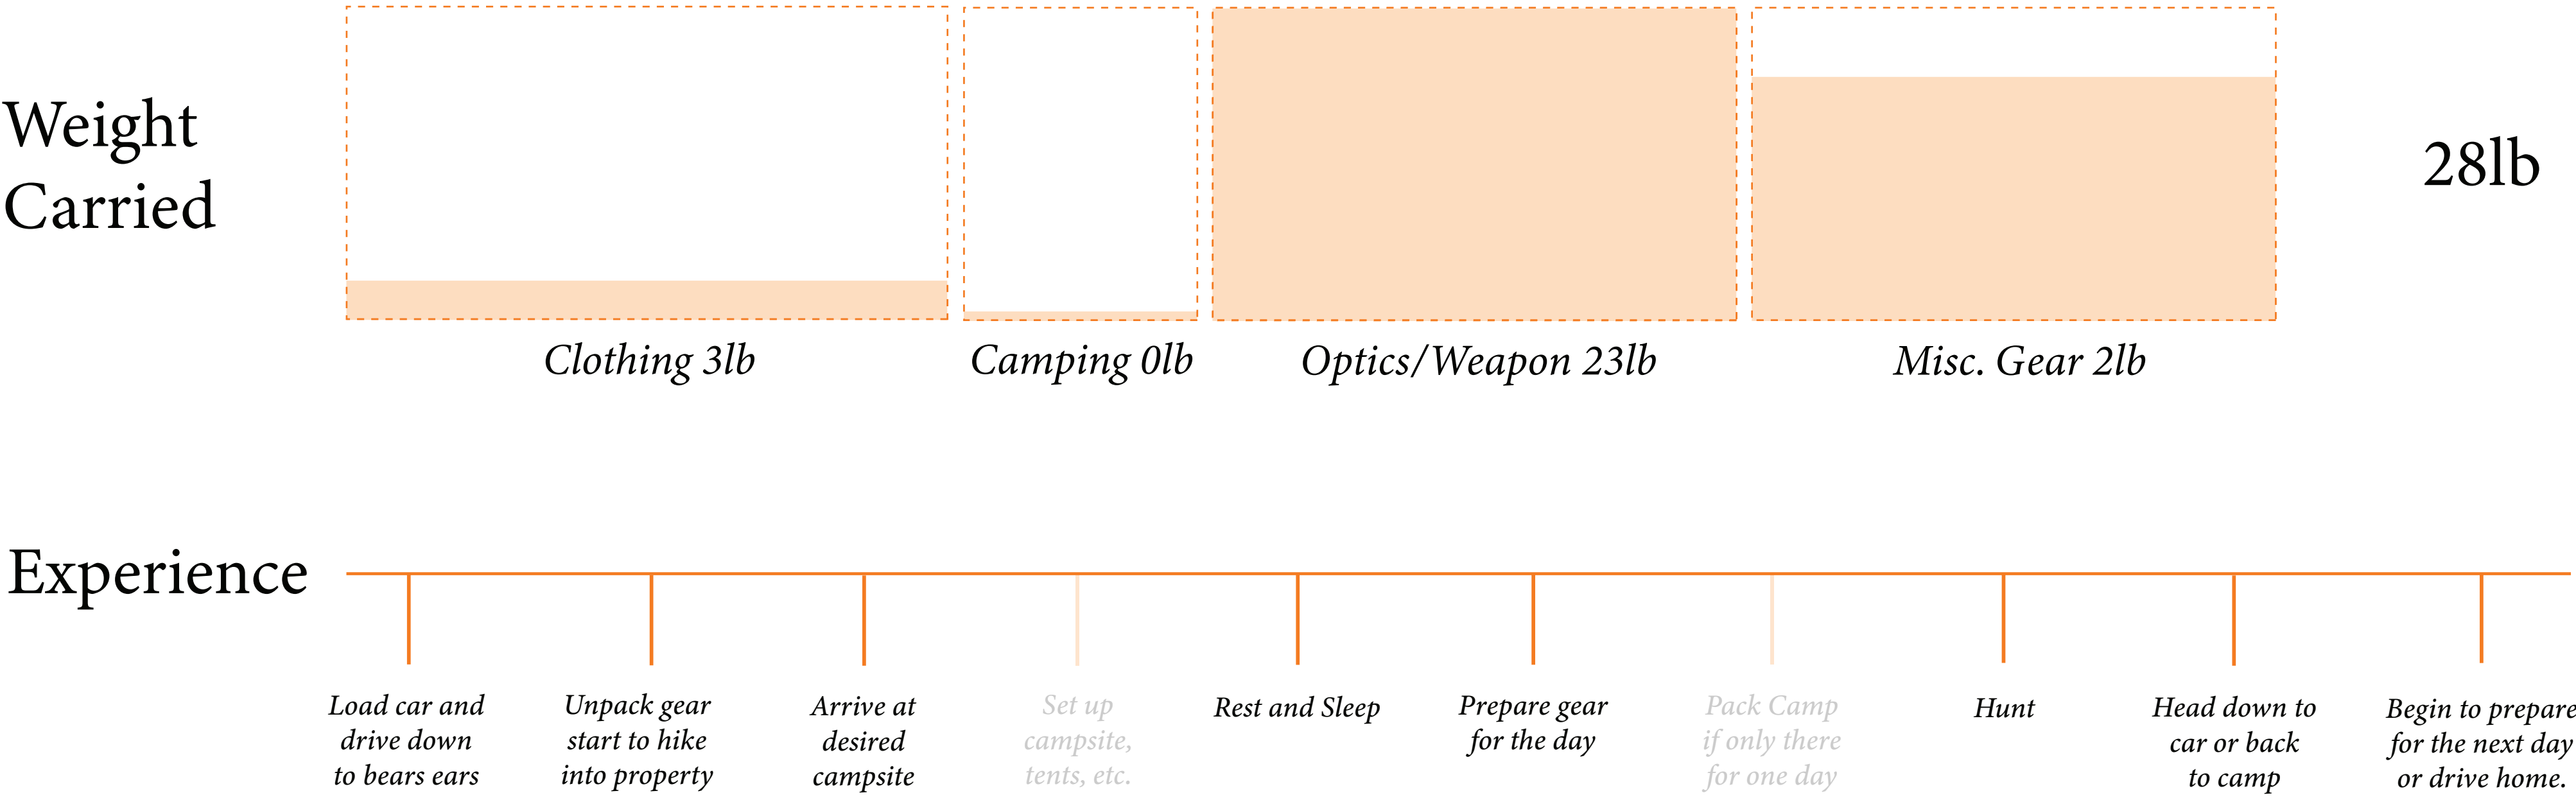 Weight
Carried
28lb
Clothing 3lb
Camping 0lb
Optics/Weapon 23lb
Misc. Gear 2lb
Experience
Load car and
drive down
to bears ears
Unpack gear
start to hike
into property
Arrive at
desired
campsite
Set up
campsite,
tents, etc.
Rest and Sleep
Prepare gear
for the day
Pack Camp
if only there
for one day
Hunt
Head down to
car or back
to camp
Begin to prepare
for the next day
or drive home.